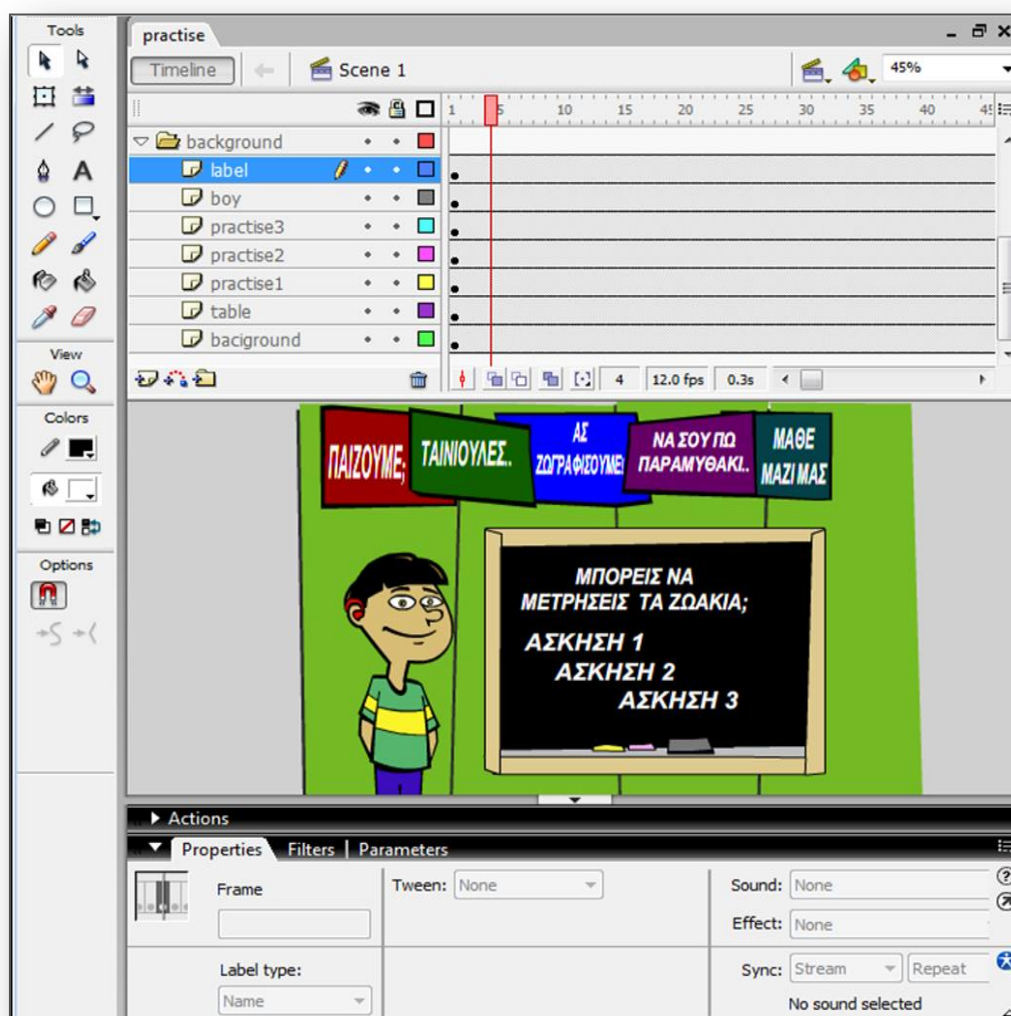 Tools
practise
Timeline
Scene 1
45%
1 5 10 15 20 25 30 35 40 45
background
label
boy
practise3
practise2
practise1
table
baciground
View
4 12.0 fps 0.3s
Colors
Options
ΠΑΙΖΟΥΜΕ;
ΤΑΙΝΙΟΥΛΕΣ..
ΑΣ
ΖΩΓΡΑΦΙΣΟΥΜΕ!
ΝΑ ΣΟΥ ΠΩ
ΠΑΡΑΜΥΘΑΚΙ..
ΜΑΘΕ
ΜΑΖΙ ΜΑΣ
ΜΠΟΡΕΙΣ ΝΑ
ΜΕΤΡΗΣΕΙΣ ΤΑ ΖΩΑΚΙΑ;
ΑΣΚΗΣΗ 1
ΑΣΚΗΣΗ 2
ΑΣΚΗΣΗ 3
Actions
Properties Filters Parameters
Frame
Tween: None
Sound: None
Effect: None
Label type:
Name
Sync: Stream Repeat
No sound selected